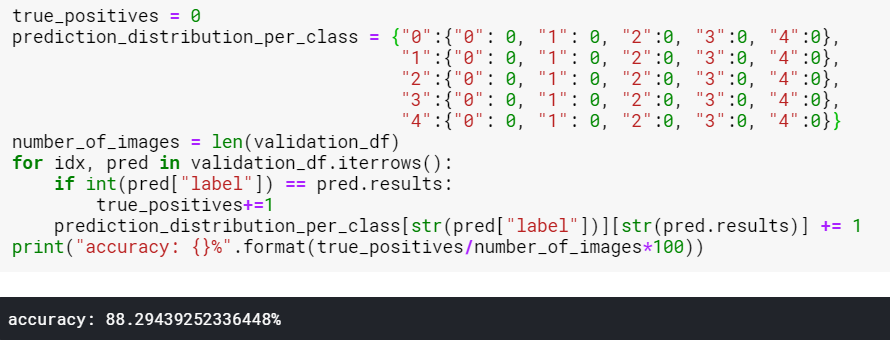 true_positives = 0
prediction_distribution_per_class = {"0":{"0": 0, "1": 0, "2":0, "3":0, "4":0},
"1":{"0": 0, "1": 0, "2":0, "3":0, "4":0},
"2":{"0": 0, "1": 0, "2":0, "3":0, "4":0},
"3":{"0": 0, "1": 0, "2":0, "3":0, "4":0},
"4":{"0": 0, "1": 0, "2":0, "3":0, "4":0}}
number_of_images = len(validation_df)
for idx, pred in validation_df.iterrows():
    if int(pred["label"]) == pred.results:
        true_positives+=1
    prediction_distribution_per_class[str(pred["label"])][str(pred.results)] += 1
print("accuracy: {}%".format(true_positives/number_of_images*100))
accuracy: 88.29439252336448%